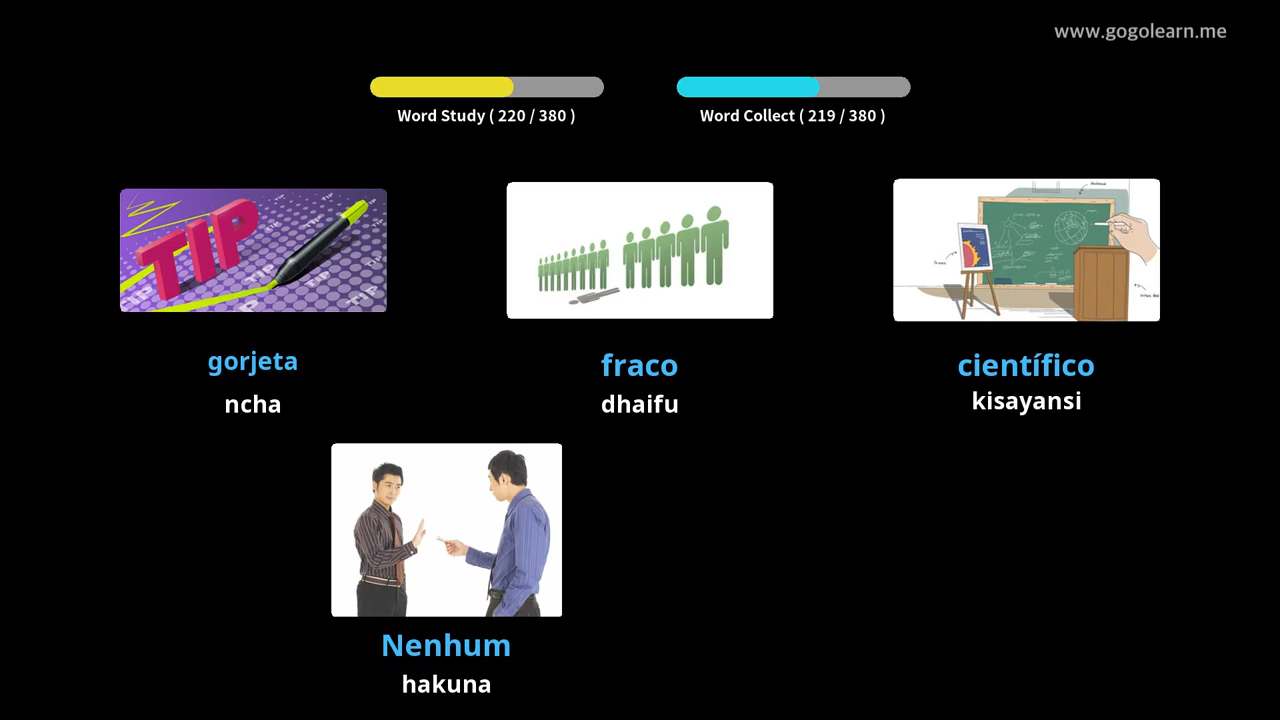 www.gogolearn.me
Word Study ( 220 / 380 )
Word Collect ( 219 / 380 )
TIP
gorjeta
ncha
fraco
dhaifu
científico
kisayansi
Nenhum
hakuna